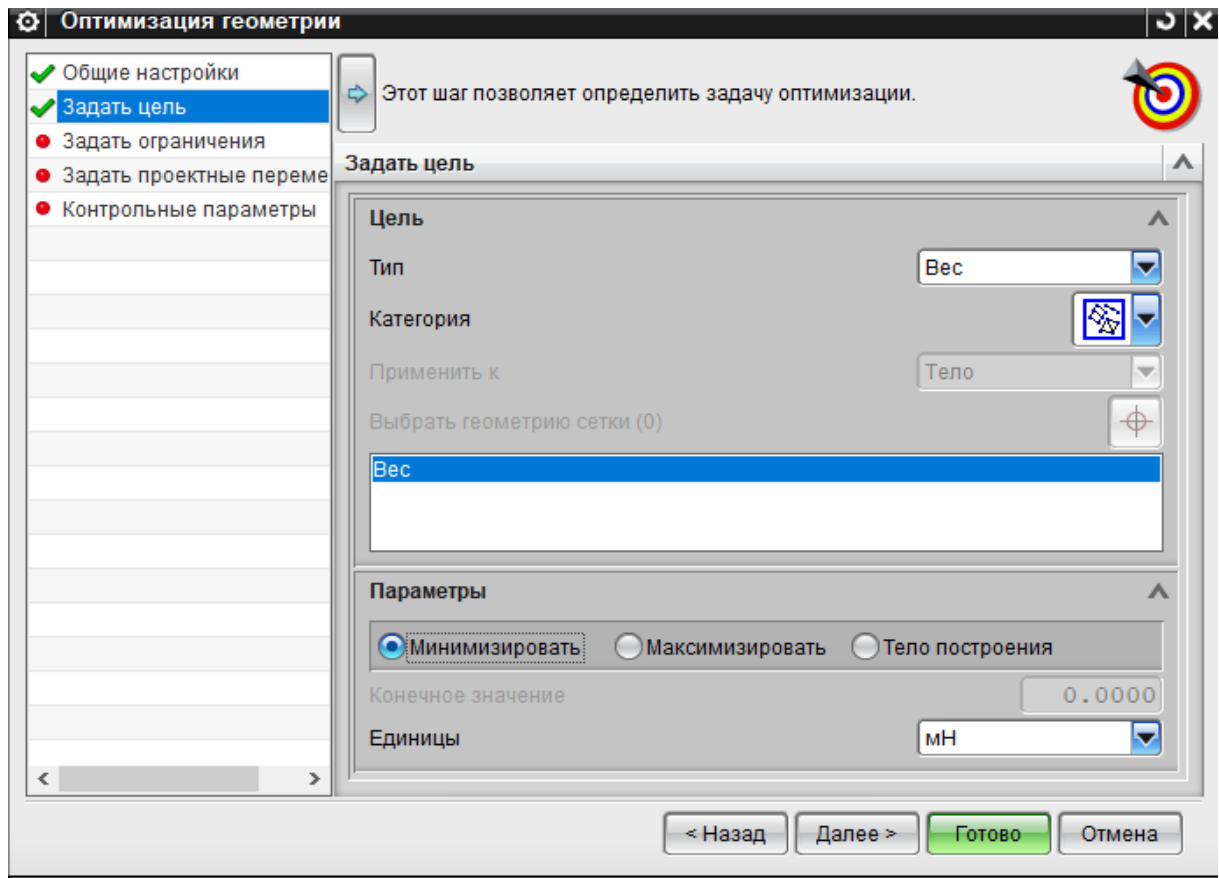 Оптимизация геометрии
Общие настройки
Задать цель
Задать ограничения
Задать проектные переме
Контрольные параметры
Этот шаг позволяет определить задачу оптимизации.
Задать цель
Цель
Тип Вес
Категория
Применить к Тело
Выбрать геометрию сетки (0)
Вес
Параметры
Минимизировать Максимизировать Тело построения
Конечное значение 0.0000
Единицы мН
< Назад Далее > Готово Отмена